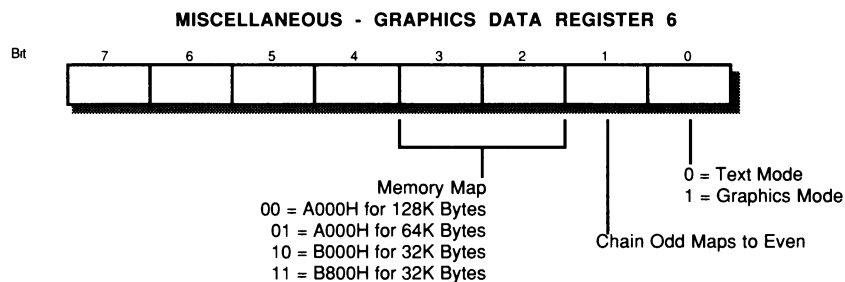 MISCELLANEOUS - GRAPHICS DATA REGISTER 6
Bit 7 6 5 4 3 2 1 0
Memory Map
00 = A000H for 128K Bytes
01 = A000H for 64K Bytes
10 = B000H for 32K Bytes
11 = B800H for 32K Bytes
Chain Odd Maps to Even
0 = Text Mode
1 = Graphics Mode